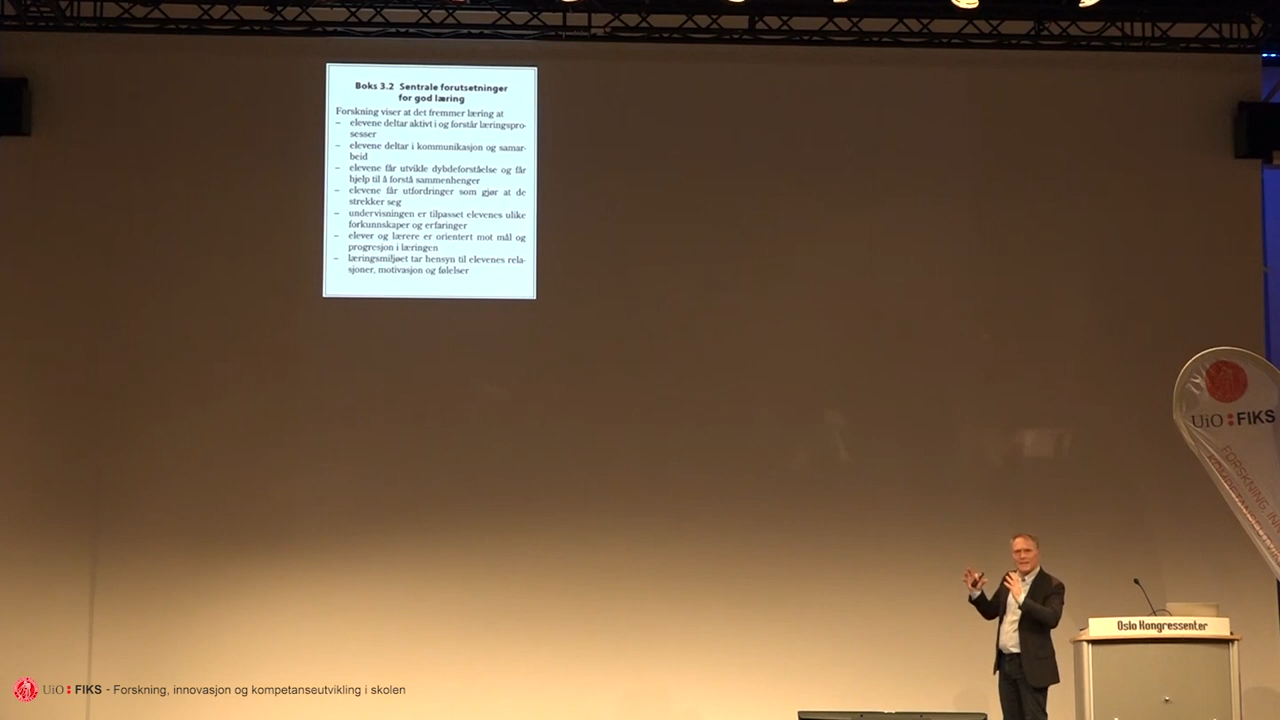 Boks 3.2 Sentrale forutsetninger
for god læring
Forskning viser at det fremmer læring at
– elevene deltar aktivt i og forstår læringspro-
sesser
– elevene deltar i kommunikasjon og samar-
beid
– elevene får utvikle dybdeforståelse og får
hjelp til å forstå sammenhenger
– elevene får utfordringer som gjør at de
strekker seg
– undervisningen er tilpasset elevenes ulike
forkunnskaper og erfaringer
– elever og lærere er orientert mot mål og
progresjon i læringen
– læringsmiljøet tar hensyn til elevenes rela-
sjoner, motivasjon og følelser
UiO:FIKS
FORSKNING, IN
KOMPETANSEUTVIK
Oslo Kongressenter
UiO:FIKS - Forskning, innovasjon og kompetanseutvikling i skolen